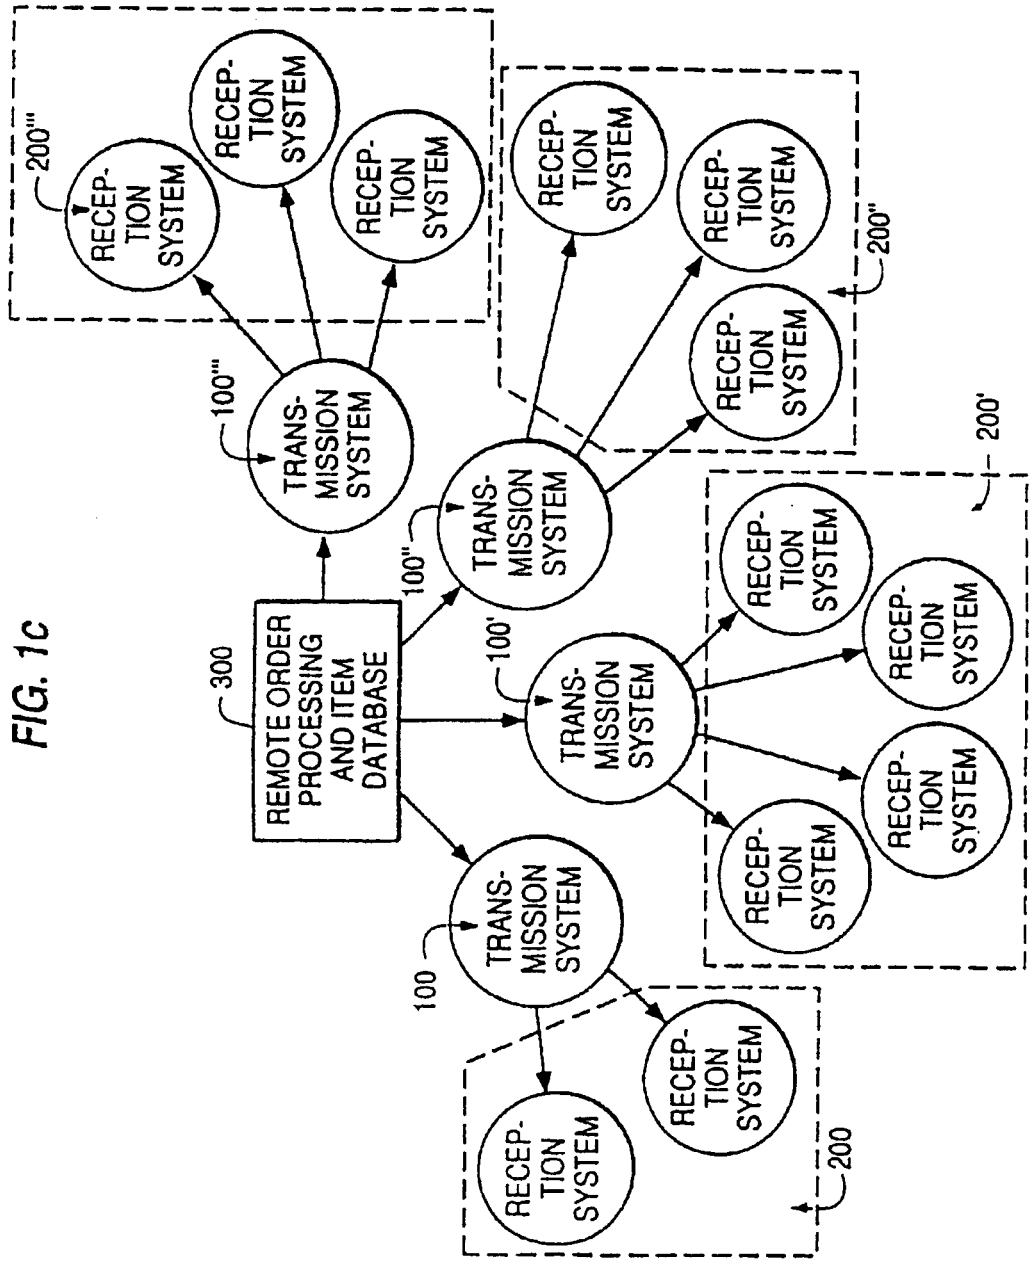 FIG. 1c
300
REMOTE ORDER
PROCESSING
AND ITEM
DATABASE
100
TRANS-
MISSION
SYSTEM
100'
TRANS-
MISSION
SYSTEM
100"
TRANS-
MISSION
SYSTEM
100"'
TRANS-
MISSION
SYSTEM
RECEP-
TION
SYSTEM
RECEP-
TION
SYSTEM
200
RECEP-
TION
SYSTEM
RECEP-
TION
SYSTEM
RECEP-
TION
SYSTEM
RECEP-
TION
SYSTEM
200'
RECEP-
TION
SYSTEM
RECEP-
TION
SYSTEM
RECEP-
TION
SYSTEM
200"
200"'
RECEP-
TION
SYSTEM
RECEP-
TION
SYSTEM
RECEP-
TION
SYSTEM